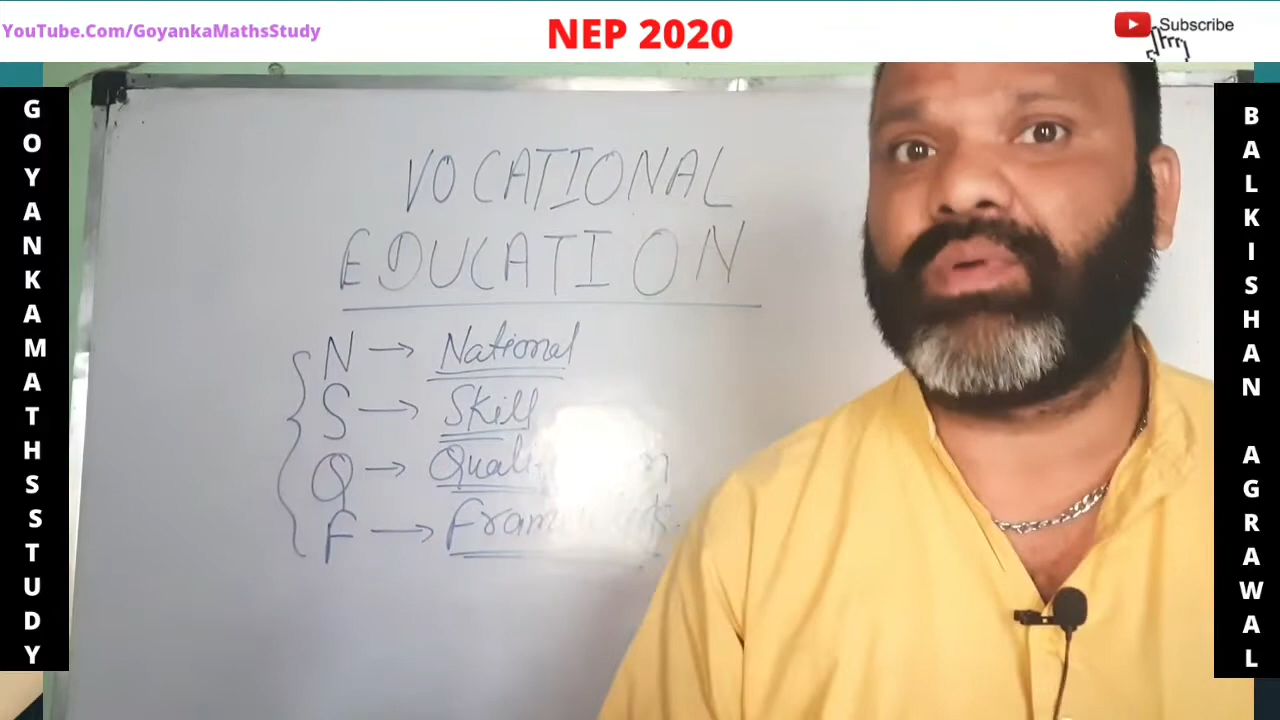 YouTube.Com/GoyankaMathsStudy
NEP 2020
Subscribe
GOYANKAMATHSSTUDY
VOCATIONAL
EDUCATION
N → National
S → Skill
Q →
F →
BALKISHAN AGRAWAL